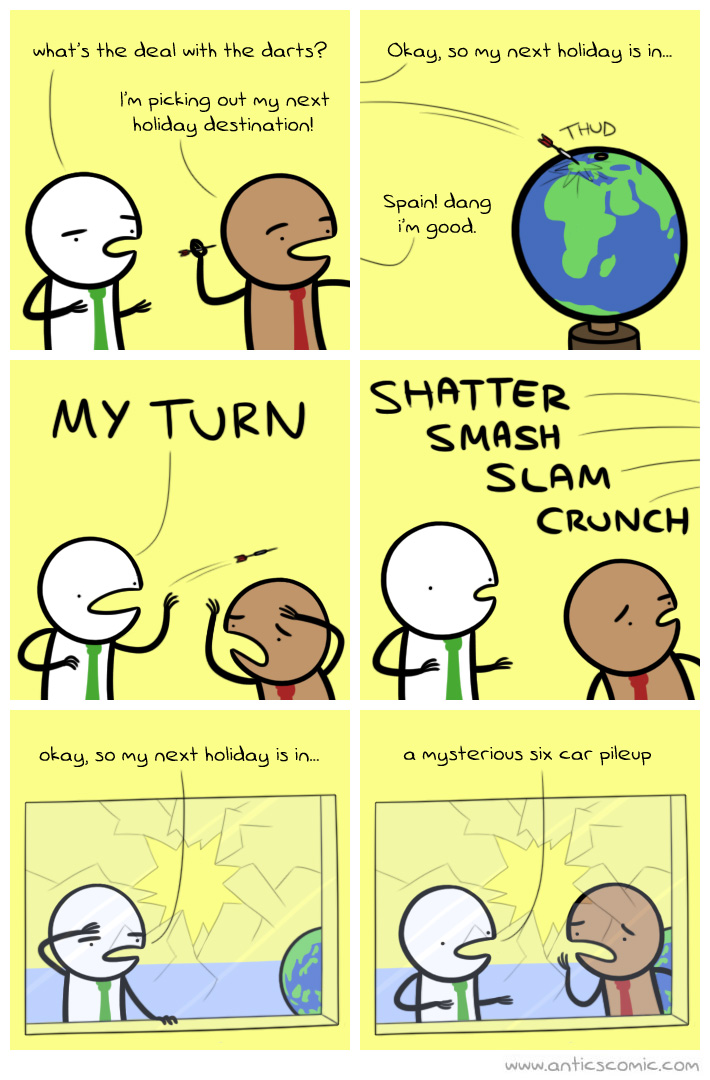 what's the deal with the darts?
I'm picking out my next
holiday destination!
Okay, so my next holiday is in...
THUD
Spain! dang
i'm good.
MY TURN
SHATTER
SMASH
SLAM
CRUNCH
okay, so my next holiday is in...
a mysterious six car pileup
www.anticscomic.com